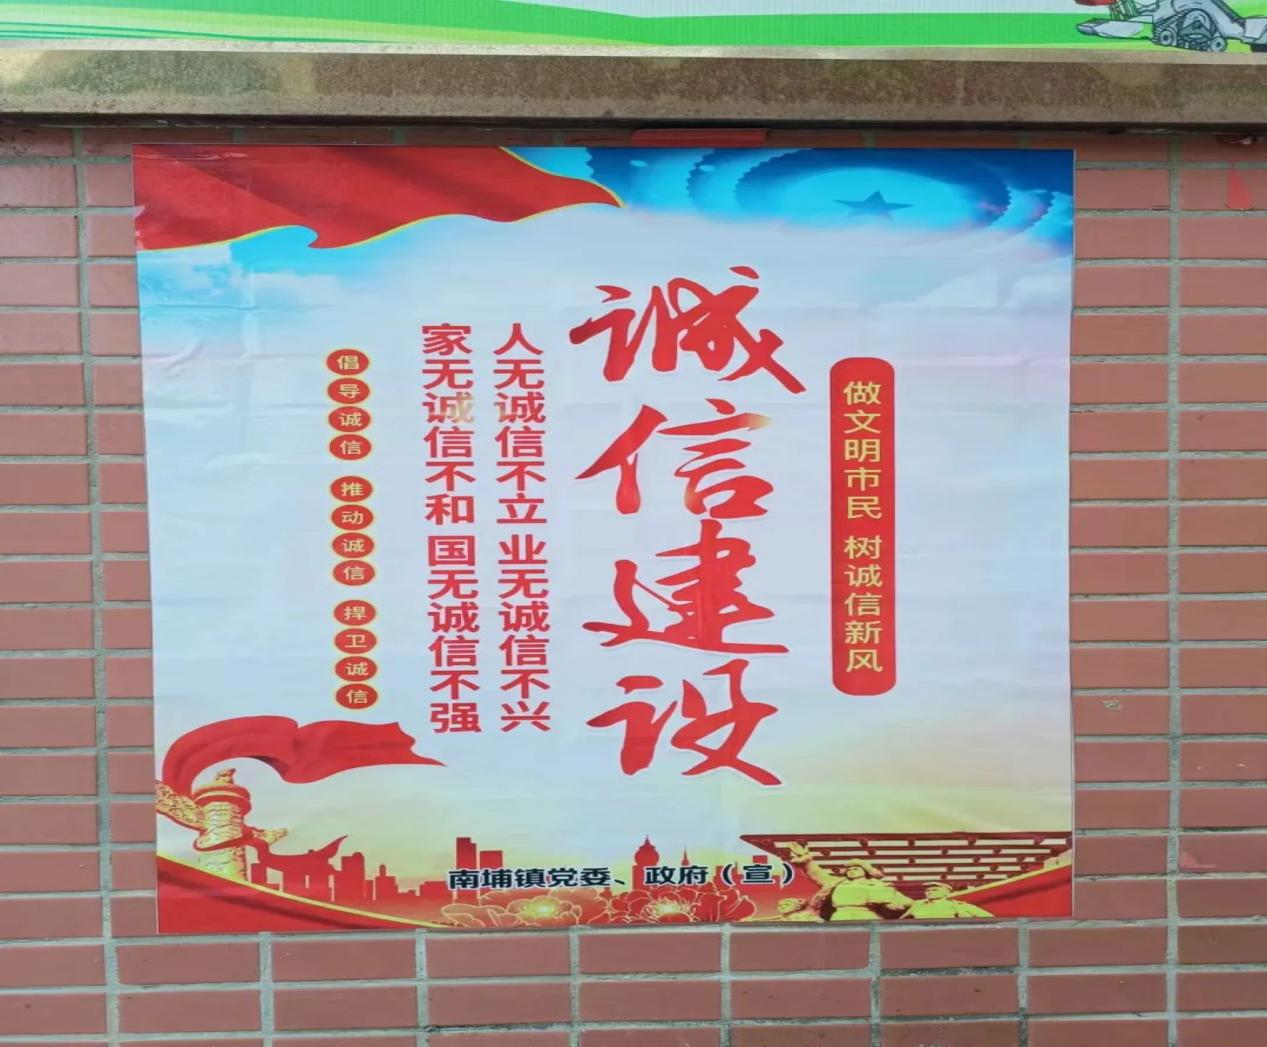 做文明市民 树诚信新风
诚信建设
人无诚信不立 业无诚信不兴
家无诚信不和 国无诚信不强
倡导诚信 推动诚信 捍卫诚信
南埔镇党委、政府（宣）